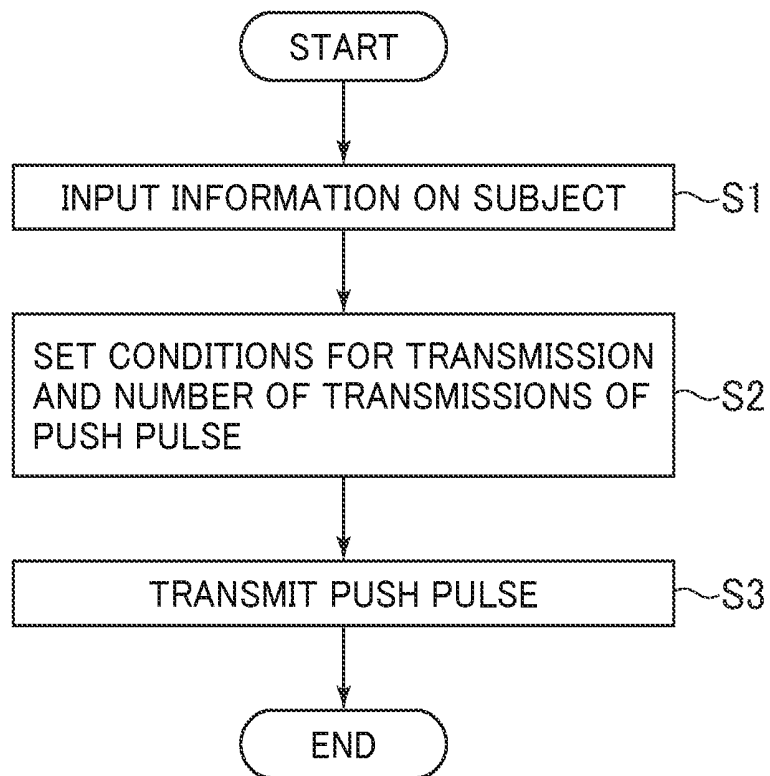 START
INPUT INFORMATION ON SUBJECT
S1
SET CONDITIONS FOR TRANSMISSION
AND NUMBER OF TRANSMISSIONS OF
PUSH PULSE
S2
TRANSMIT PUSH PULSE
S3
END